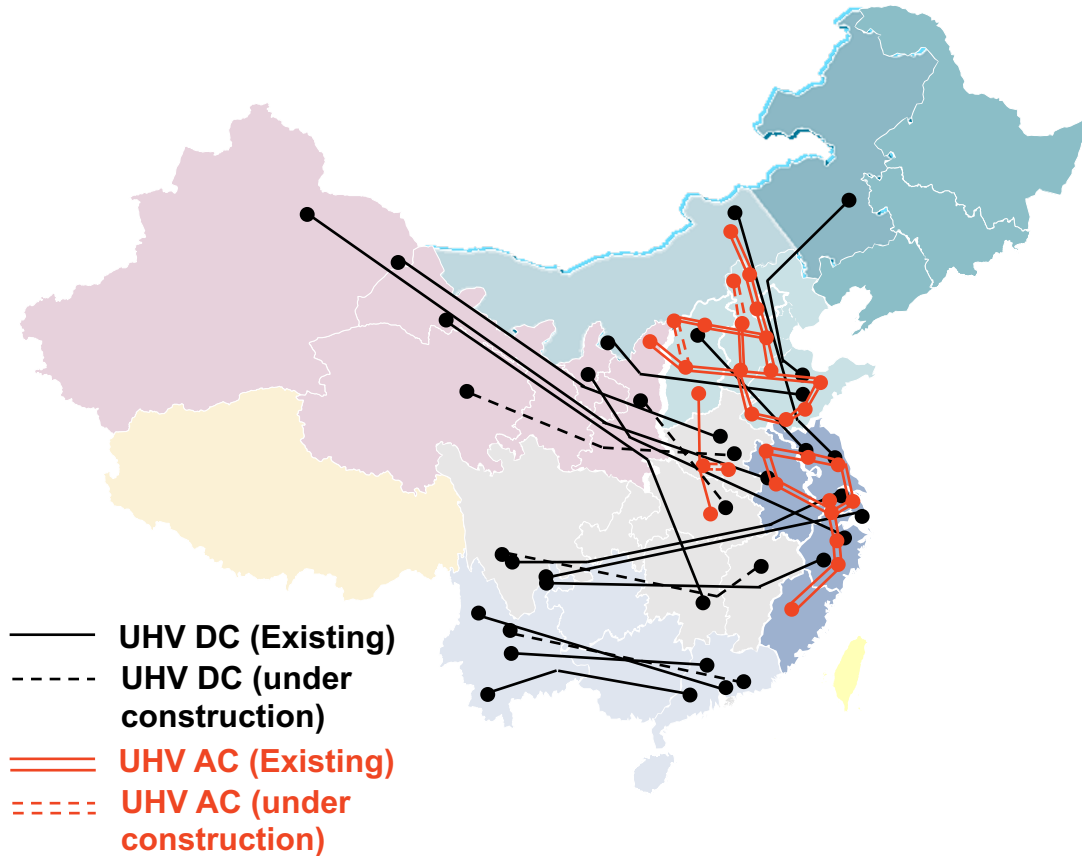 UHV DC (Existing)
UHV DC (under
construction)
UHV AC (Existing)
UHV AC (under
construction)